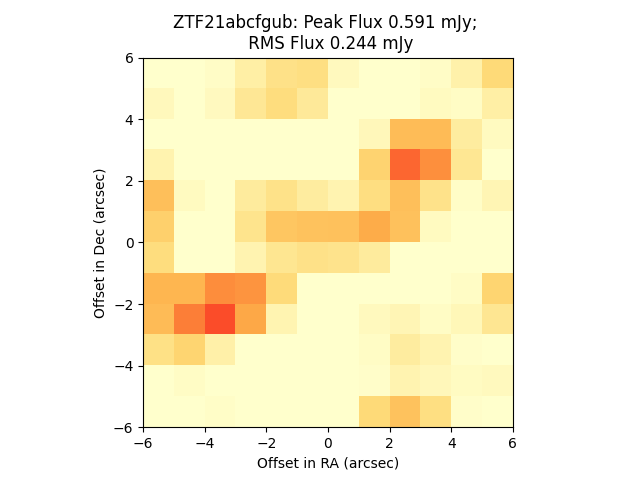 ZTF21abcfgub: Peak Flux 0.591 mJy;
RMS Flux 0.244 mJy
6
4
2
0
−2
−4
−6
Offset in Dec (arcsec)
−6 −4 −2 0 2 4 6
Offset in RA (arcsec)